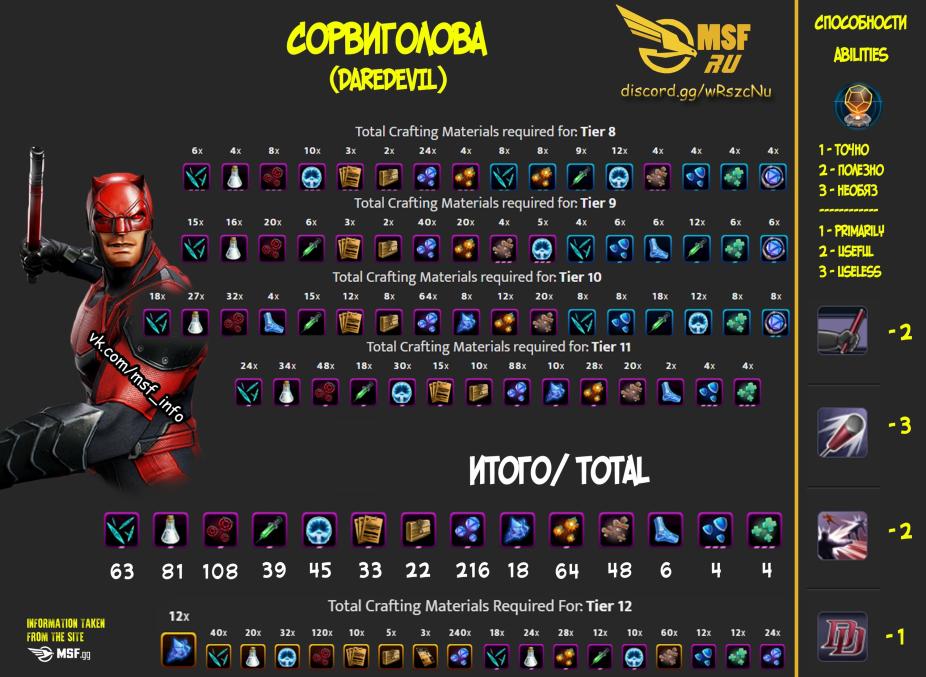 СОРВИГОЛОВА
(DAREDEVIL)
MSF
RU
discord.gg/wRszcNu
Total Crafting Materials required for: Tier 8
6x 4x 8x 10x 3x 2x 24x 4x 8x 8x 9x 12x 4x 4x 4x 4x
Total Crafting Materials required for: Tier 9
15x 16x 20x 6x 3x 2x 40x 20x 4x 5x 4x 6x 6x 12x 6x 6x
Total Crafting Materials required for: Tier 10
18x 27x 32x 4x 15x 12x 8x 64x 8x 12x 20x 8x 8x 18x 12x 8x 8x
Total Crafting Materials required for: Tier 11
24x 34x 48x 18x 30x 15x 10x 88x 10x 28x 20x 2x 4x 4x
vk.com/msf_info
ИТОГО/ TOTAL
63 81 108 39 45 33 22 216 18 64 48 6 4 4
Total Crafting Materials Required For: Tier 12
12x
40x 20x 32x 120x 10x 5x 3x 240x 18x 24x 28x 12x 10x 60x 12x 12x 24x
INFORMATION TAKEN
FROM THE SITE
MSF.gg
СПОСОБНОСТИ
ABILITIES
1 - ТОЧНО
2 - ПОЛЕЗНО
3 - НЕОБЯЗ
------------
1 - PRIMARILY
2 - USEFUL
3 - USELESS
-2
-3
-2
DD
-1